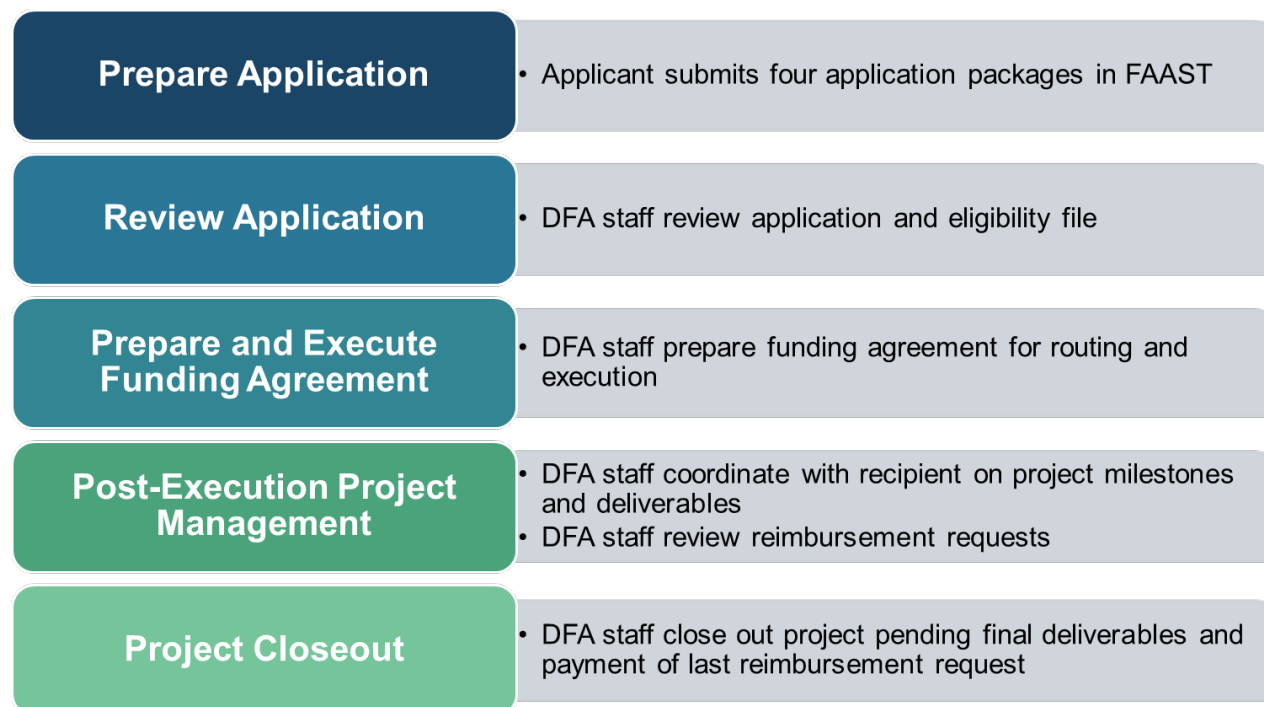 Prepare Application
• Applicant submits four application packages in FAAST
Review Application
• DFA staff review application and eligibility file
Prepare and Execute
Funding Agreement
• DFA staff prepare funding agreement for routing and
execution
Post-Execution Project
Management
• DFA staff coordinate with recipient on project milestones
and deliverables
• DFA staff review reimbursement requests
Project Closeout
• DFA staff close out project pending final deliverables and
payment of last reimbursement request